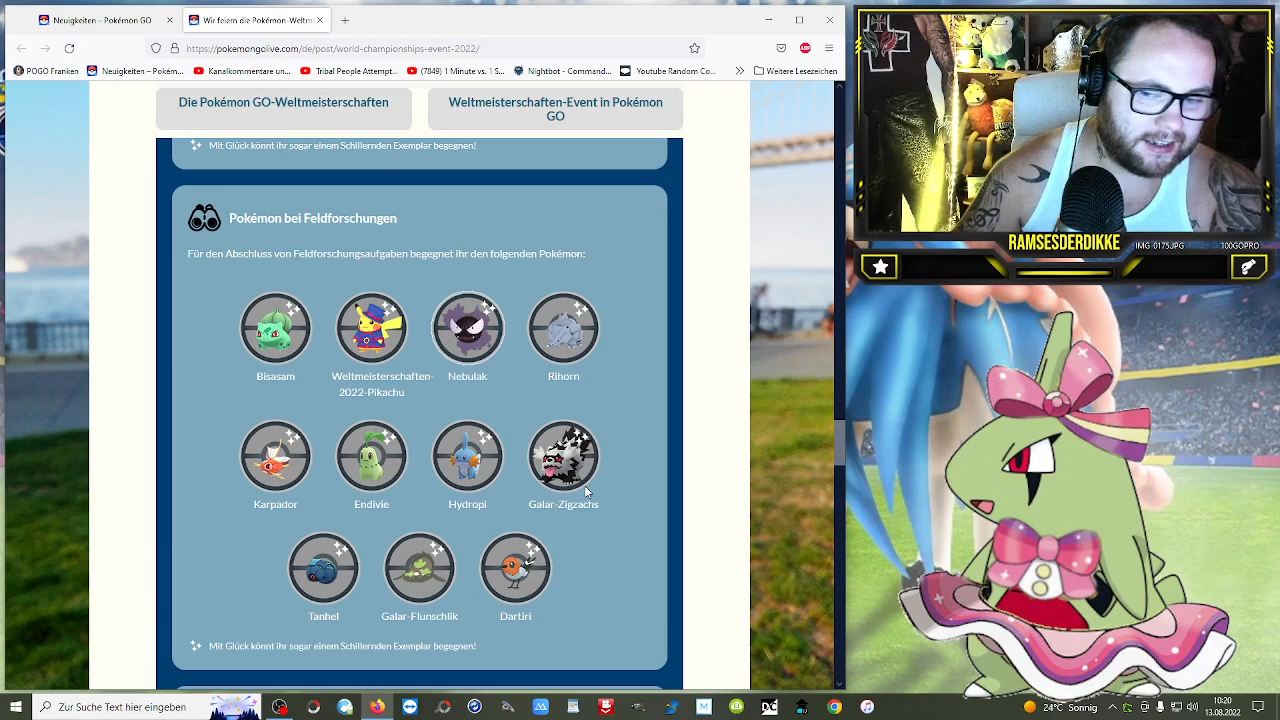 Neuigkeiten – Pokémon
Wir feiern die Pokémon-Weltme
https://pokemongolive.com/de/post/world-championships-event-2022/
POGO Franken
Neuigkeiten – Pokém...
Kanalkommentare...
Tribal People Attempt...
(7849) 1 Minute vs. 1 S...
Nightbot - Comman...
Youtube Random Co...
Weitere Lesezeichen
Die Pokémon GO-Weltmeisterschaften
Weltmeisterschaften-Event in Pokémon
GO
Mit Glück könnt ihr sogar einem Schillernden Exemplar begegnen!
Pokémon bei Feldforschungen
Für den Abschluss von Feldforschungsaufgaben begegnet ihr den folgenden Pokémon:
Bisasam
Weltmeisterschaften-
2022-Pikachu
Nebulak
Rihorn
Karpador
Endivie
Hydropi
Galar-Zigzachs
Tanhel
Galar-Flunschlik
Dartiri
Mit Glück könnt ihr sogar einem Schillernden Exemplar begegnen!
RAMSESDERDIKKE
IMG 0175.JPG
100GOPRO
Zur Suche Text hier eingeben
24°C Sonnig
10:20
13.08.2022